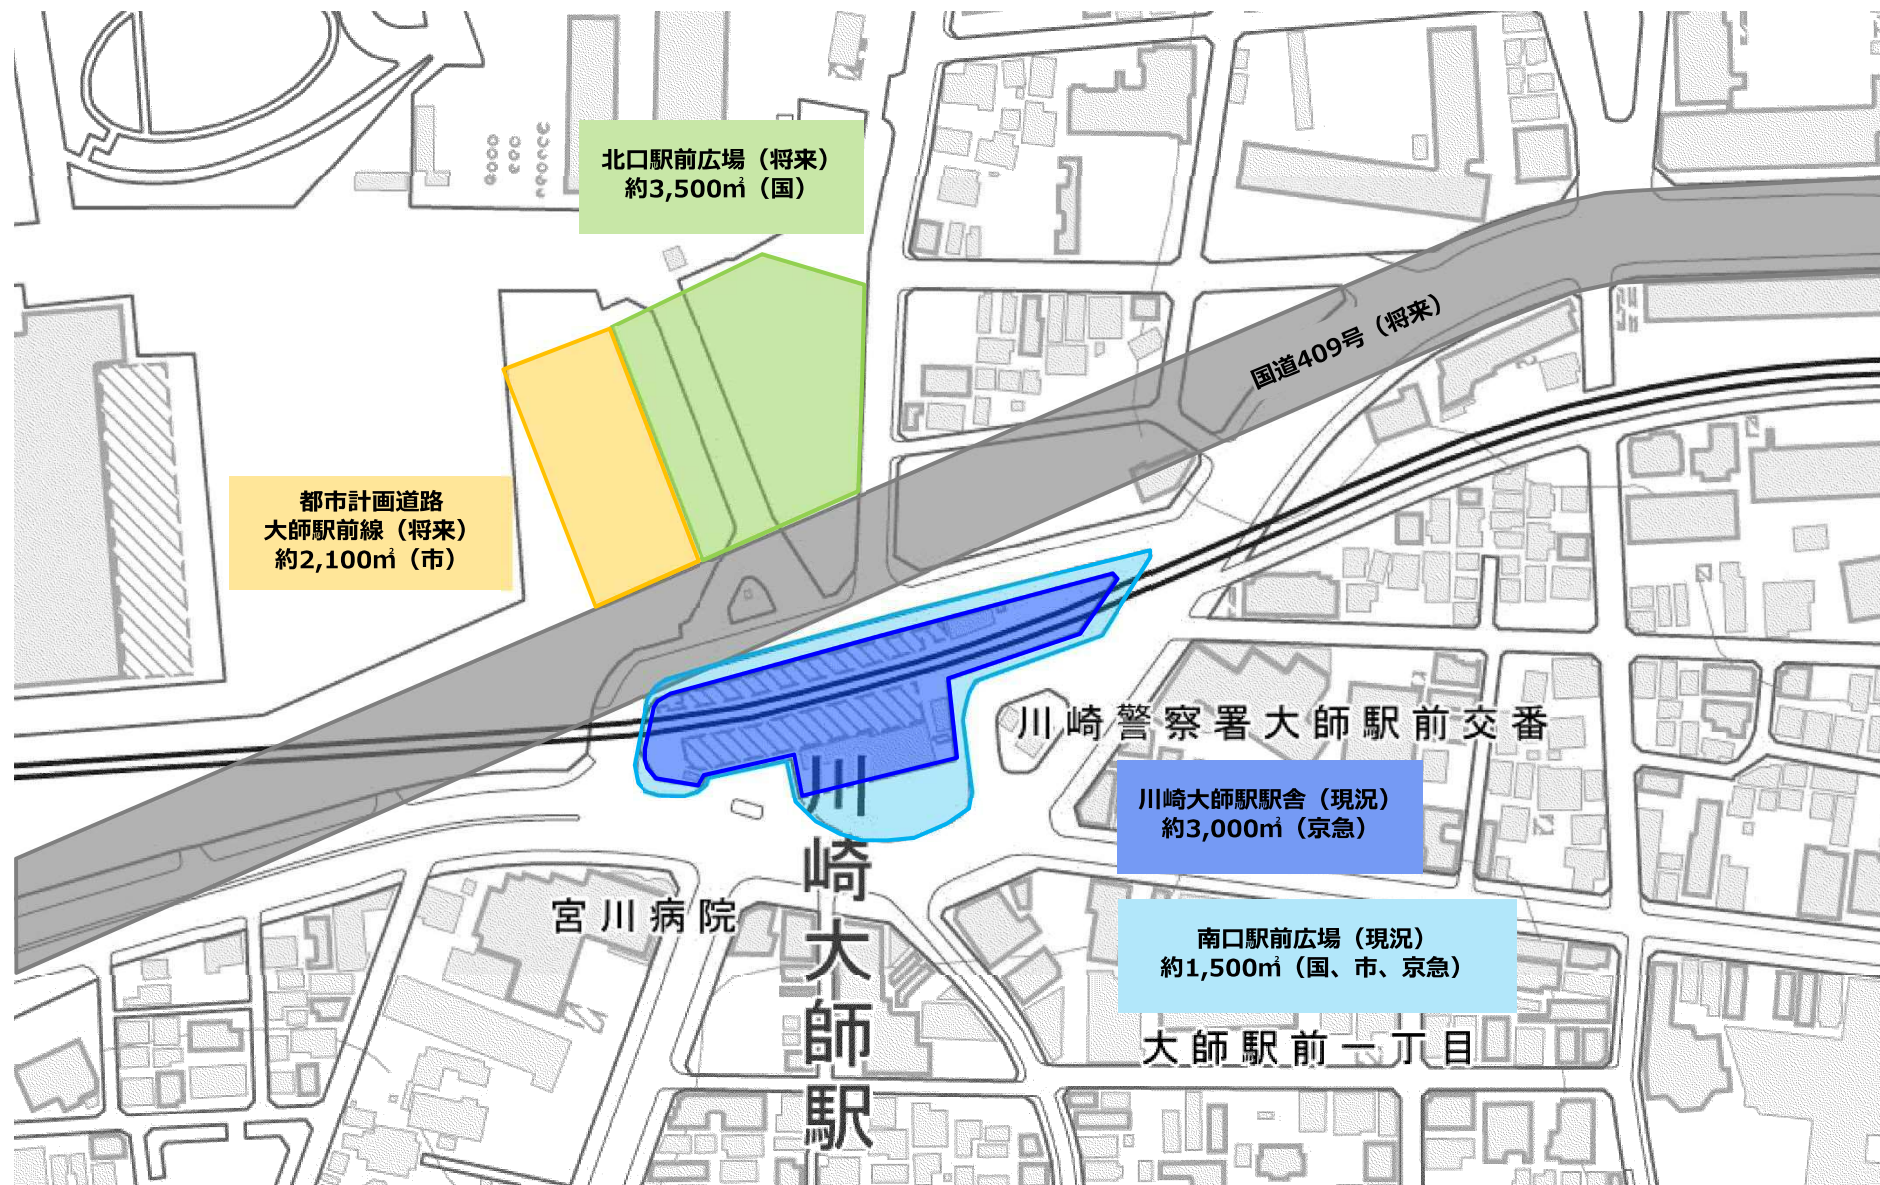 北口駅前広場（将来）
約3,500㎡（国）
国道409号（将来）
都市計画道路
大師駅前線（将来）
約2,100㎡（市）
川崎警察署大師駅前交番
川崎大師駅駅舎（現況）
約3,000㎡（京急）
川崎大師駅
宮川病院
南口駅前広場（現況）
約1,500㎡（国、市、京急）
大師駅前一丁目